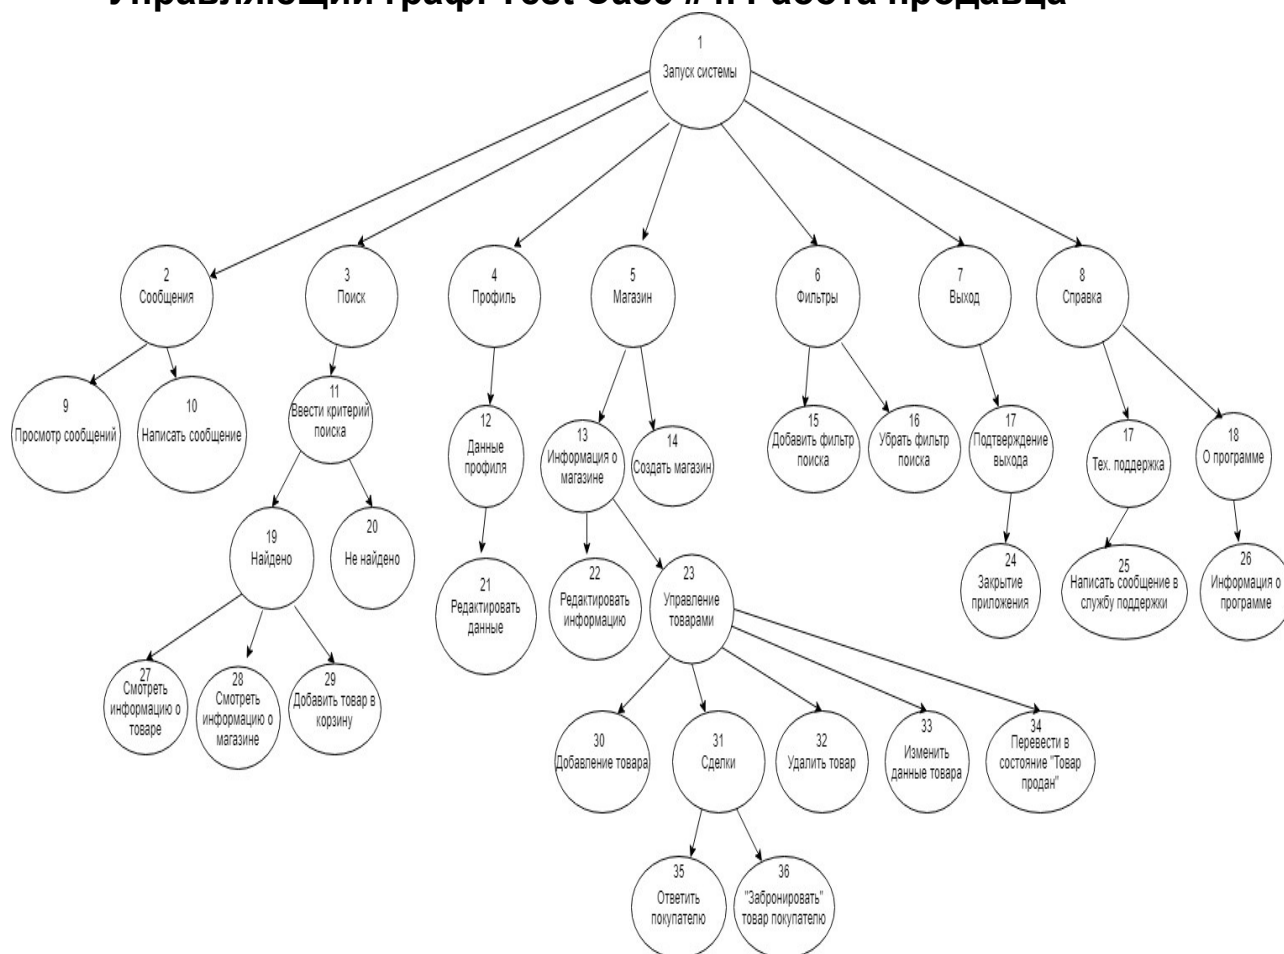 Управляющий граф. Test Case # 4. Работа продавца
1
Запуск системы
2
Сообщения
3
Поиск
4
Профиль
5
Магазин
6
Фильтры
7
Выход
8
Справка
9
Просмотр сообщений
10
Написать сообщение
11
Ввести критерий
поиска
12
Данные
профиля
13
Информация о
магазине
14
Создать магазин
15
Добавить фильтр
поиска
16
Убрать фильтр
поиска
17
Подтверждение
выхода
17
Тех. поддержка
18
О программе
19
Найдено
20
Не найдено
21
Редактировать
данные
22
Редактировать
информацию
23
Управление
товарами
24
Закрытие
приложения
25
Написать сообщение в
службу поддержки
26
Информация о
программе
27
Смотреть
информацию о
товаре
28
Смотреть
информацию о
магазине
29
Добавить товар в
корзину
30
Добавление товара
31
Сделки
32
Удалить товар
33
Изменить
данные товара
34
Перевести в
состояние "Товар
продан"
35
Ответить
покупателю
36
"Забронировать"
товар покупателю